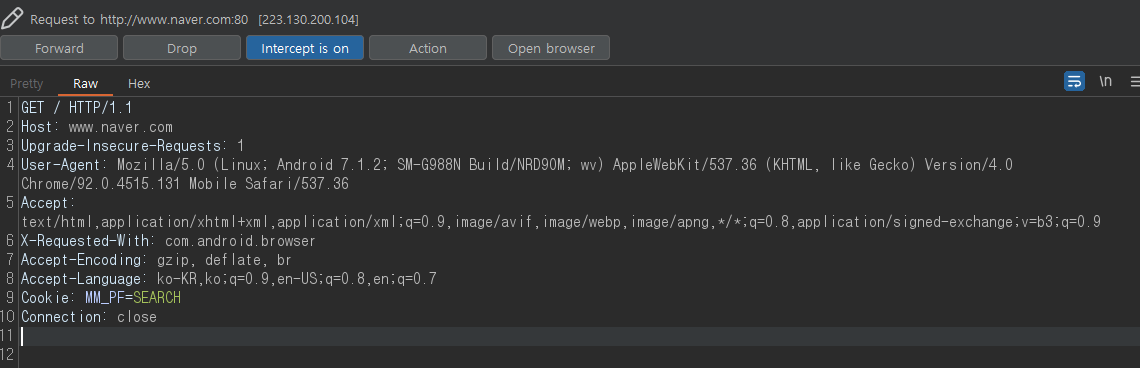 Request to http://www.naver.com:80 [223.130.200.104]
Forward Drop Intercept is on Action Open browser
Pretty Raw Hex \n
1 GET / HTTP/1.1
2 Host: www.naver.com
3 Upgrade-Insecure-Requests: 1
4 User-Agent: Mozilla/5.0 (Linux; Android 7.1.2; SM-G988N Build/NRD90M; wv) AppleWebKit/537.36 (KHTML, like Gecko) Version/4.0
Chrome/92.0.4515.131 Mobile Safari/537.36
5 Accept:
text/html,application/xhtml+xml,application/xml;q=0.9,image/avif,image/webp,image/apng,*/*;q=0.8,application/signed-exchange;v=b3;q=0.9
6 X-Requested-With: com.android.browser
7 Accept-Encoding: gzip, deflate, br
8 Accept-Language: ko-KR,ko;q=0.9,en-US;q=0.8,en;q=0.7
9 Cookie: MM_PF=SEARCH
10 Connection: close
11
12